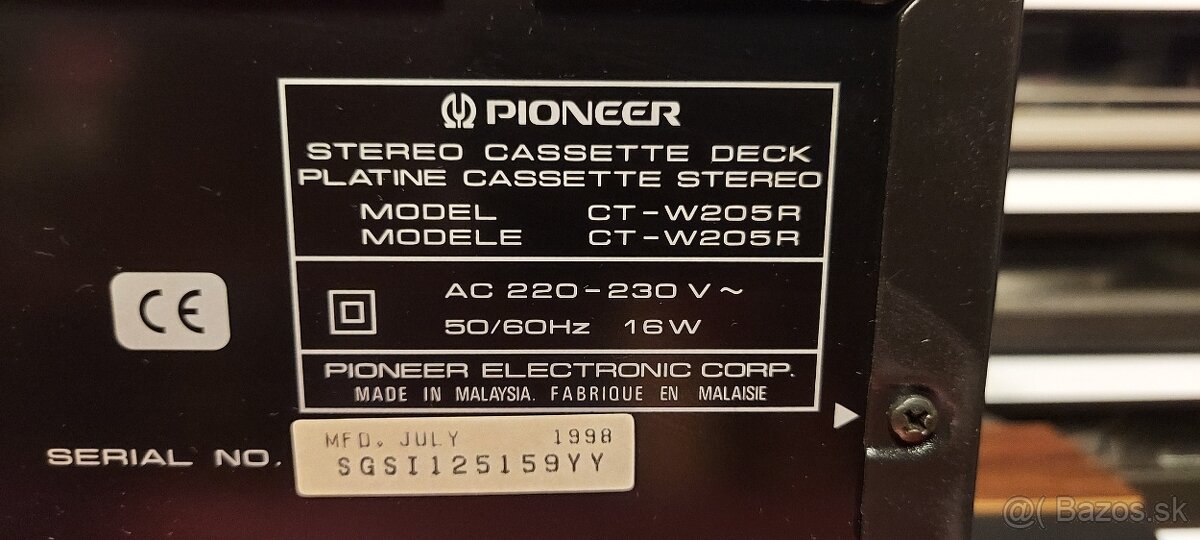 PIONEER
STEREO CASSETTE DECK
PLATINE CASSETTE STEREO
MODEL CT-W205R
MODELE CT-W205R
CE
AC 220-230 V ~
50/60Hz 16W
PIONEER ELECTRONIC CORP.
MADE IN MALAYSIA. FABRIQUE EN MALAISIE
MFD. JULY 1998
SERIAL NO. SGSI125159YY
@( Bazos.sk